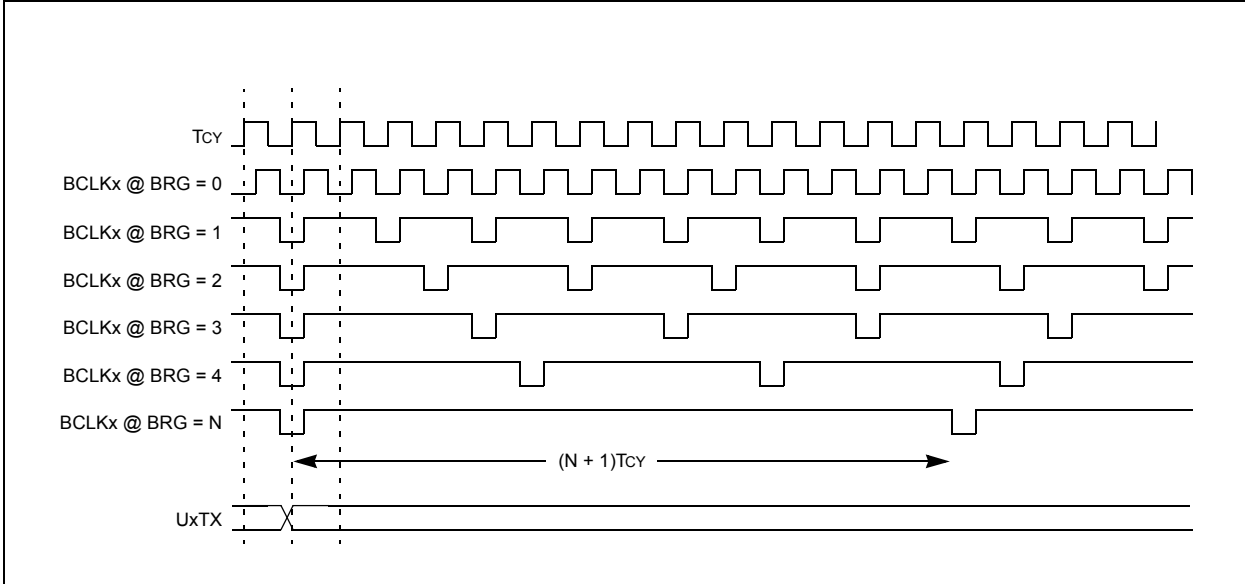 TCY
BCLKx @ BRG = 0
BCLKx @ BRG = 1
BCLKx @ BRG = 2
BCLKx @ BRG = 3
BCLKx @ BRG = 4
BCLKx @ BRG = N
(N + 1)TCY
UxTX